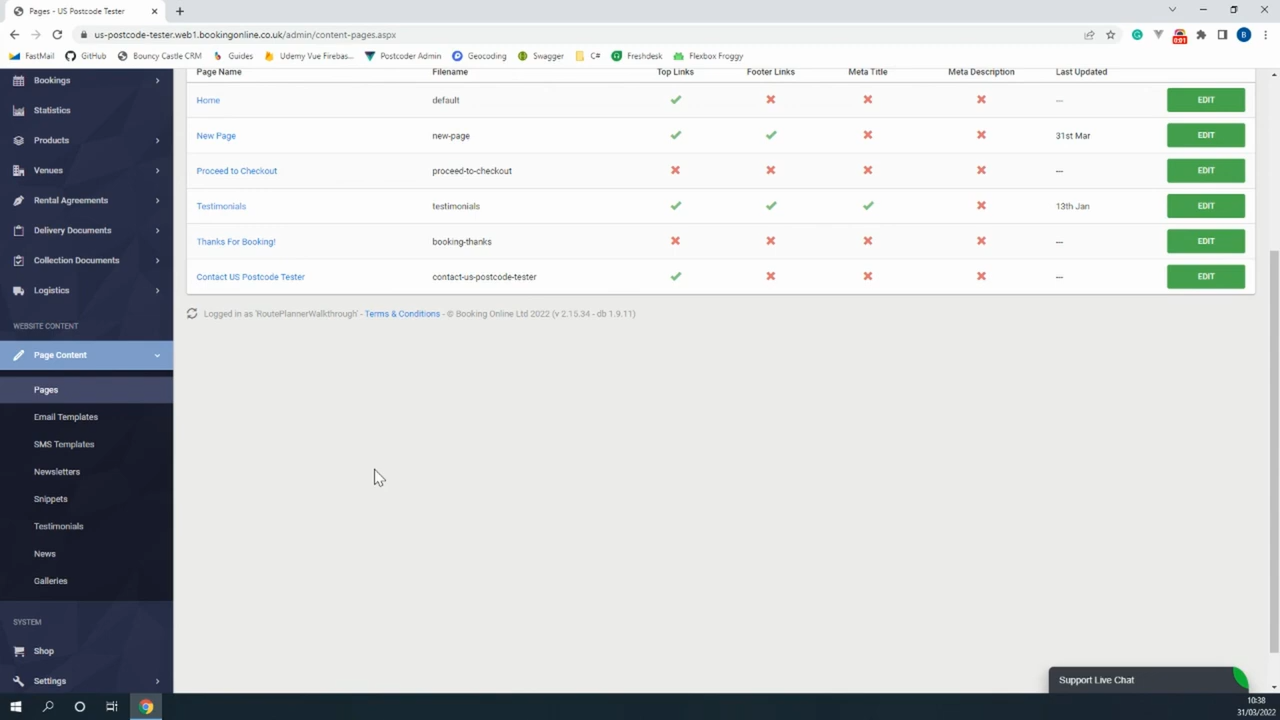 Pages - US Postcode Tester
us-postcode-tester.web1.bookingonline.co.uk/admin/content-pages.aspx
0:01
B
FastMail GitHub Bouncy Castle CRM Guides Udemy Vue Firebas... Postcoder Admin Geocoding Swagger C# Freshdesk Flexbox Froggy
Bookings
Statistics
Products
Venues
Rental Agreements
Delivery Documents
Collection Documents
Logistics
WEBSITE CONTENT
Page Content
Pages
Email Templates
SMS Templates
Newsletters
Snippets
Testimonials
News
Galleries
SYSTEM
Shop
Settings
Page Name Filename Top Links Footer Links Meta Title Meta Description Last Updated
Home default --- EDIT
New Page new-page 31st Mar EDIT
Proceed to Checkout proceed-to-checkout --- EDIT
Testimonials testimonials 13th Jan EDIT
Thanks For Booking! booking-thanks --- EDIT
Contact US Postcode Tester contact-us-postcode-tester --- EDIT
Logged in as 'RoutePlannerWalkthrough' - Terms & Conditions - © Booking Online Ltd 2022 (v 2.15.34 - db 1.9.11)
Support Live Chat
10:38
31/03/2022